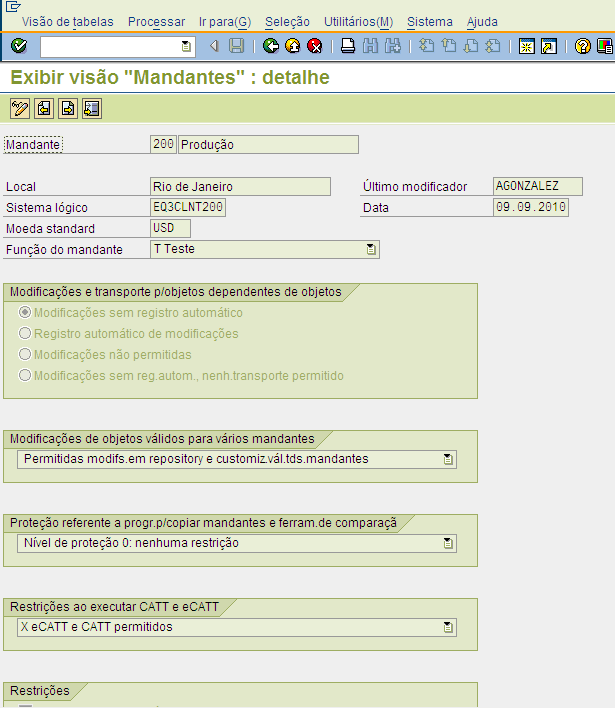 Visão de tabelas Processar Ir para(G) Seleção Utilitários(M) Sistema Ajuda
Exibir visão "Mandantes" : detalhe
Mandante 200 Produção
Local Rio de Janeiro Último modificador AGONZALEZ
Sistema lógico EQ3CLNT200 Data 09.09.2010
Moeda standard USD
Função do mandante T Teste
Modificações e transporte p/objetos dependentes de objetos
Modificações sem registro automático
Registro automático de modificações
Modificações não permitidas
Modificações sem reg.autom., nenh.transporte permitido
Modificações de objetos válidos para vários mandantes
Permitidas modifs.em repository e customiz.vál.tds.mandantes
Proteção referente a progr.p/copiar mandantes e ferram.de comparaçã
Nível de proteção 0: nenhuma restrição
Restrições ao executar CATT e eCATT
X eCATT e CATT permitidos
Restrições